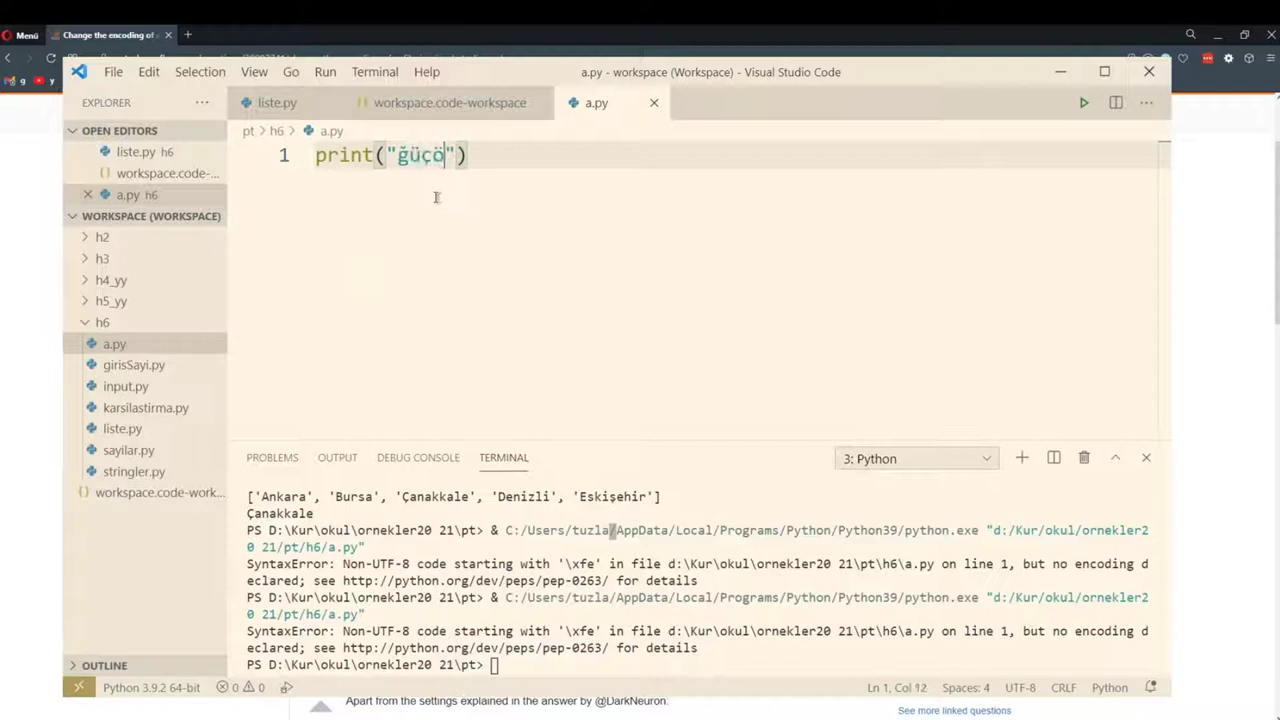 Menü
Change the encoding of a
g
y
File Edit Selection View Go Run Terminal Help
a.py - workspace (Workspace) - Visual Studio Code
EXPLORER
liste.py
workspace.code-workspace
a.py
OPEN EDITORS
liste.py h6
workspace.code-...
a.py h6
WORKSPACE (WORKSPACE)
h2
h3
h4_yy
h5_yy
h6
a.py
girisSayi.py
input.py
karsilastirma.py
liste.py
sayilar.py
stringler.py
workspace.code-work...
OUTLINE
pt > h6 > a.py
1 print("ğüçö")
PROBLEMS OUTPUT DEBUG CONSOLE TERMINAL
3: Python
['Ankara', 'Bursa', 'Çanakkale', 'Denizli', 'Eskişehir']
Çanakkale
PS D:\Kur\okul\ornekler20 21\pt> & C:/Users/tuzla/AppData/Local/Programs/Python/Python39/python.exe "d:/Kur/okul/ornekler2
0 21/pt/h6/a.py"
SyntaxError: Non-UTF-8 code starting with '\xfe' in file d:\Kur\okul\ornekler20 21\pt\h6\a.py on line 1, but no encoding d
eclared; see http://python.org/dev/peps/pep-0263/ for details
PS D:\Kur\okul\ornekler20 21\pt> & C:/Users/tuzla/AppData/Local/Programs/Python/Python39/python.exe "d:/Kur/okul/ornekler2
0 21/pt/h6/a.py"
SyntaxError: Non-UTF-8 code starting with '\xfe' in file d:\Kur\okul\ornekler20 21\pt\h6\a.py on line 1, but no encoding d
eclared; see http://python.org/dev/peps/pep-0263/ for details
PS D:\Kur\okul\ornekler20 21\pt>
Python 3.9.2 64-bit 0 0
Ln 1, Col 12 Spaces: 4 UTF-8 CRLF Python
Apart from the settings explained in the answer by @DarkNeuron:
See more linked questions